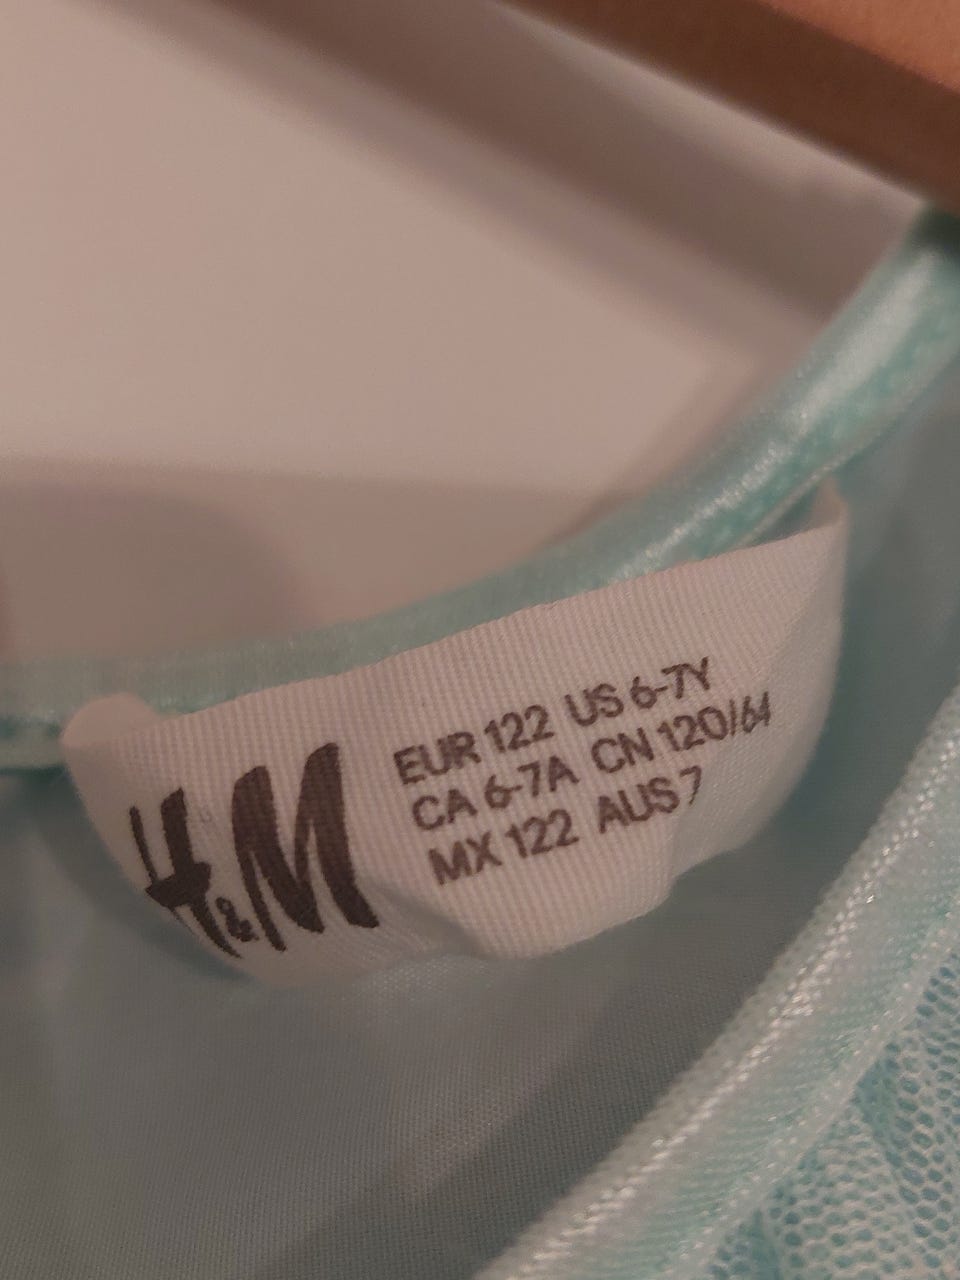 H&M
EUR 122 US 6-7Y
CA 6-7A CN 120/64
MX 122 AUS 7